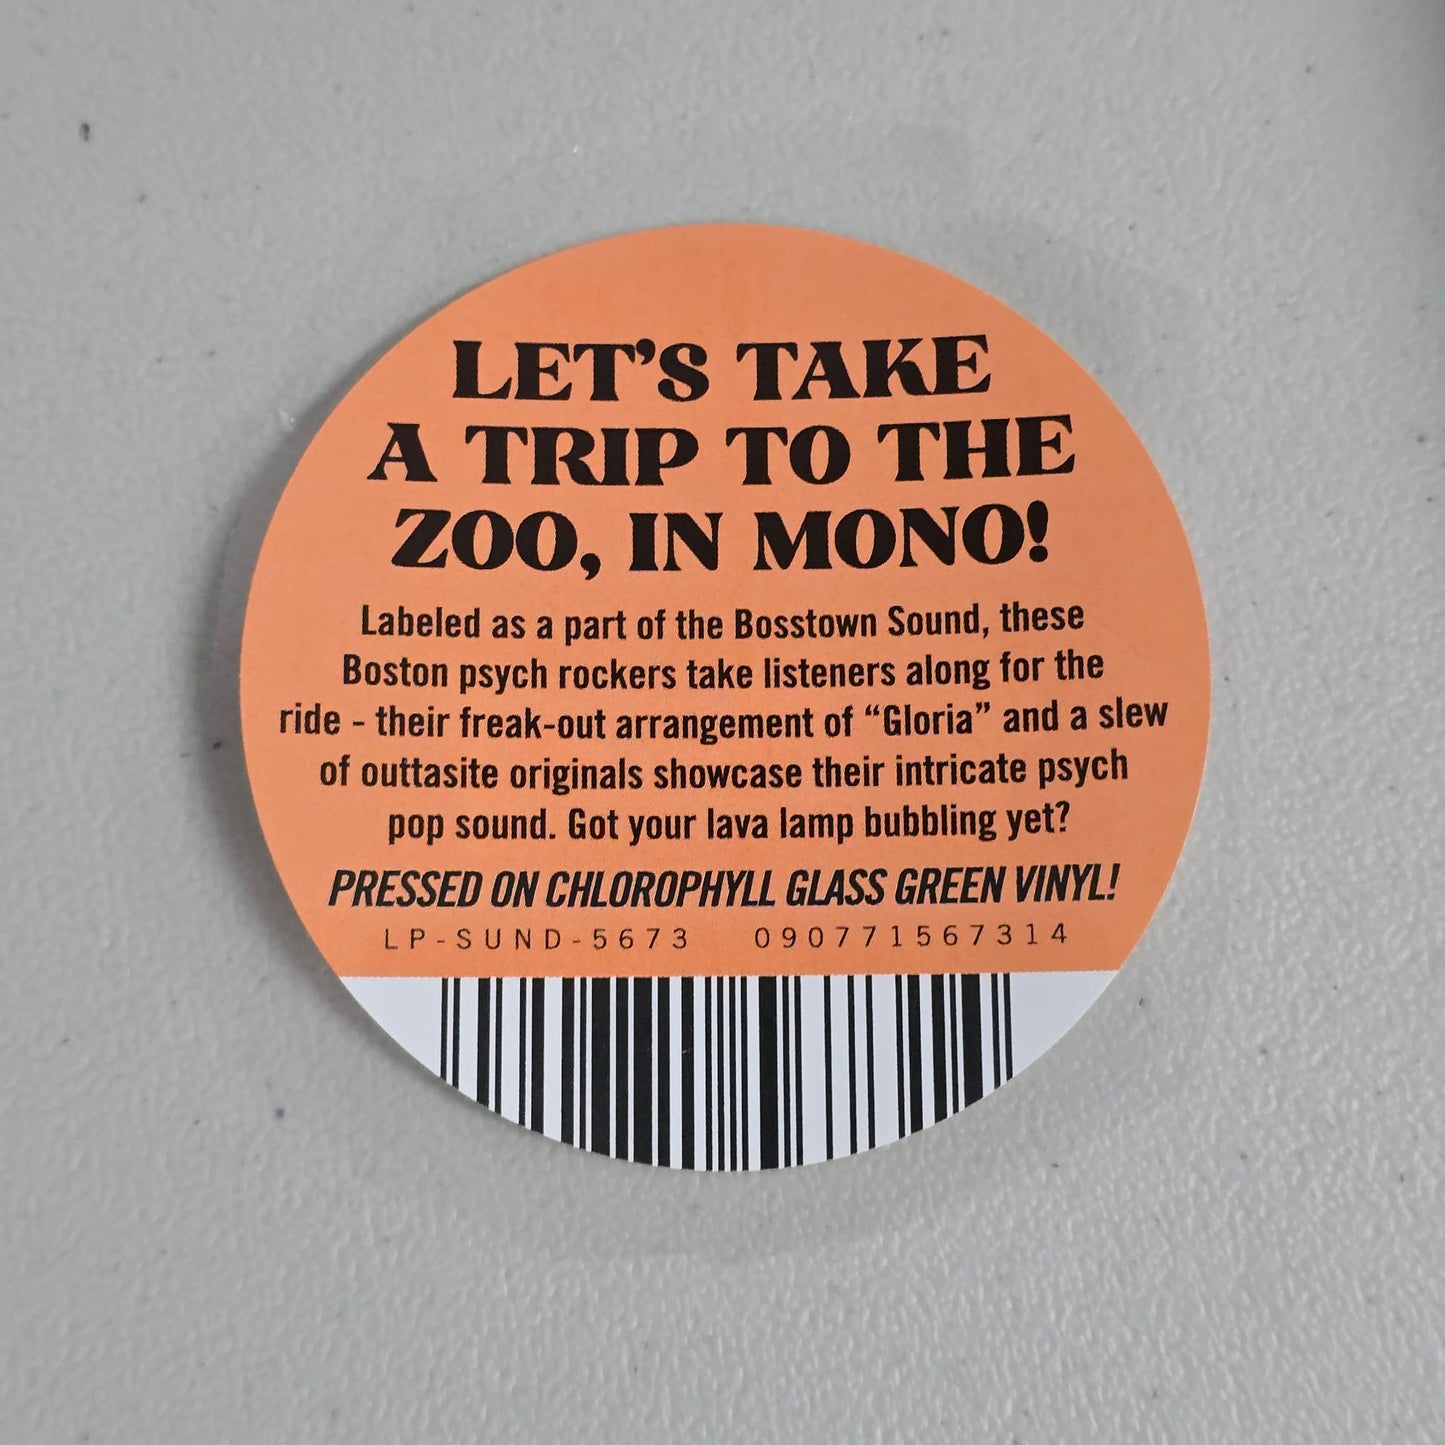 LET'S TAKE
A TRIP TO THE
ZOO, IN MONO!
Labeled as a part of the Bosstown Sound, these
Boston psych rockers take listeners along for the
ride - their freak-out arrangement of “Gloria” and a slew
of outtasite originals showcase their intricate psych
pop sound. Got your lava lamp bubbling yet?
PRESSED ON CHLOROPHYLL GLASS GREEN VINYL!
LP-SUND-5673 090771567314